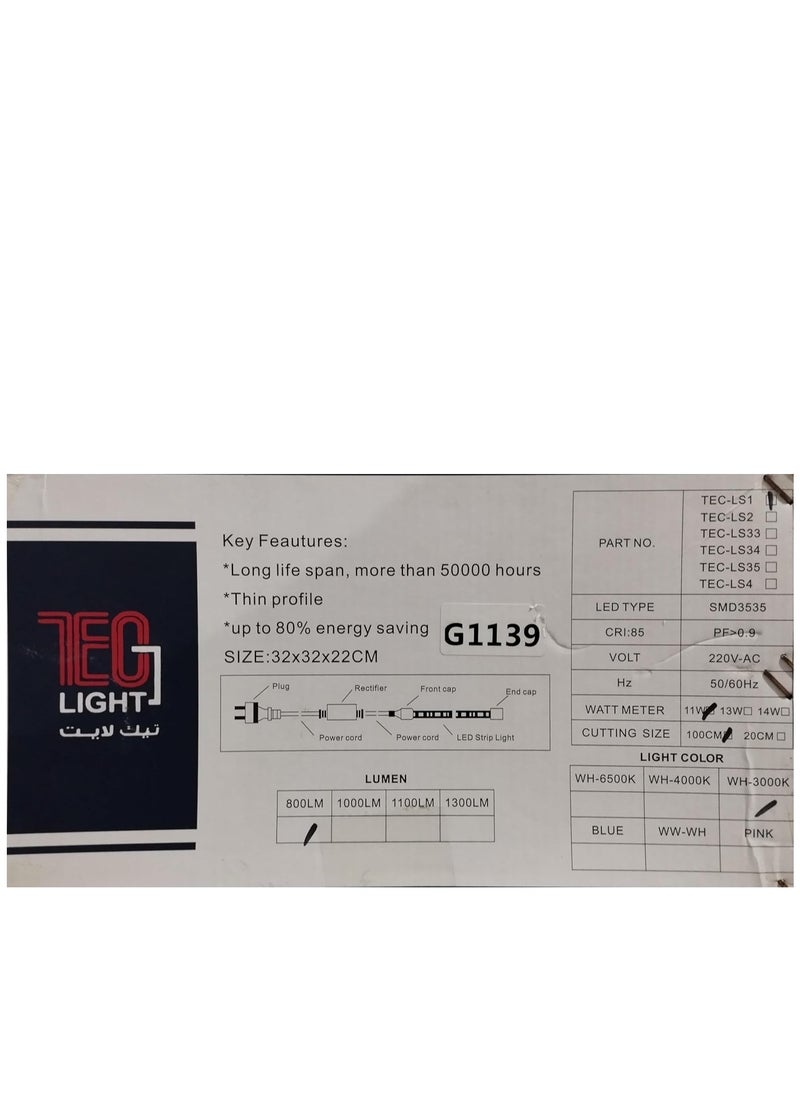 TEC
LIGHT
تيك لايت
Key Feautures:
*Long life span, more than 50000 hours
*Thin profile
*up to 80% energy saving
G1139
SIZE:32x32x22CM
Plug
Rectifier
Front cap
End cap
Power cord
Power cord
LED Strip Light
LUMEN
800LM 1000LM 1100LM 1300LM
PART NO.
TEC-LS1
TEC-LS2
TEC-LS33
TEC-LS34
TEC-LS35
TEC-LS4
LED TYPE SMD3535
CRI:85 PF>0.9
VOLT 220V-AC
Hz 50/60Hz
WATT METER 11W 13W 14W
CUTTING SIZE 100CM 20CM
LIGHT COLOR
WH-6500K WH-4000K WH-3000K
BLUE WW-WH PINK